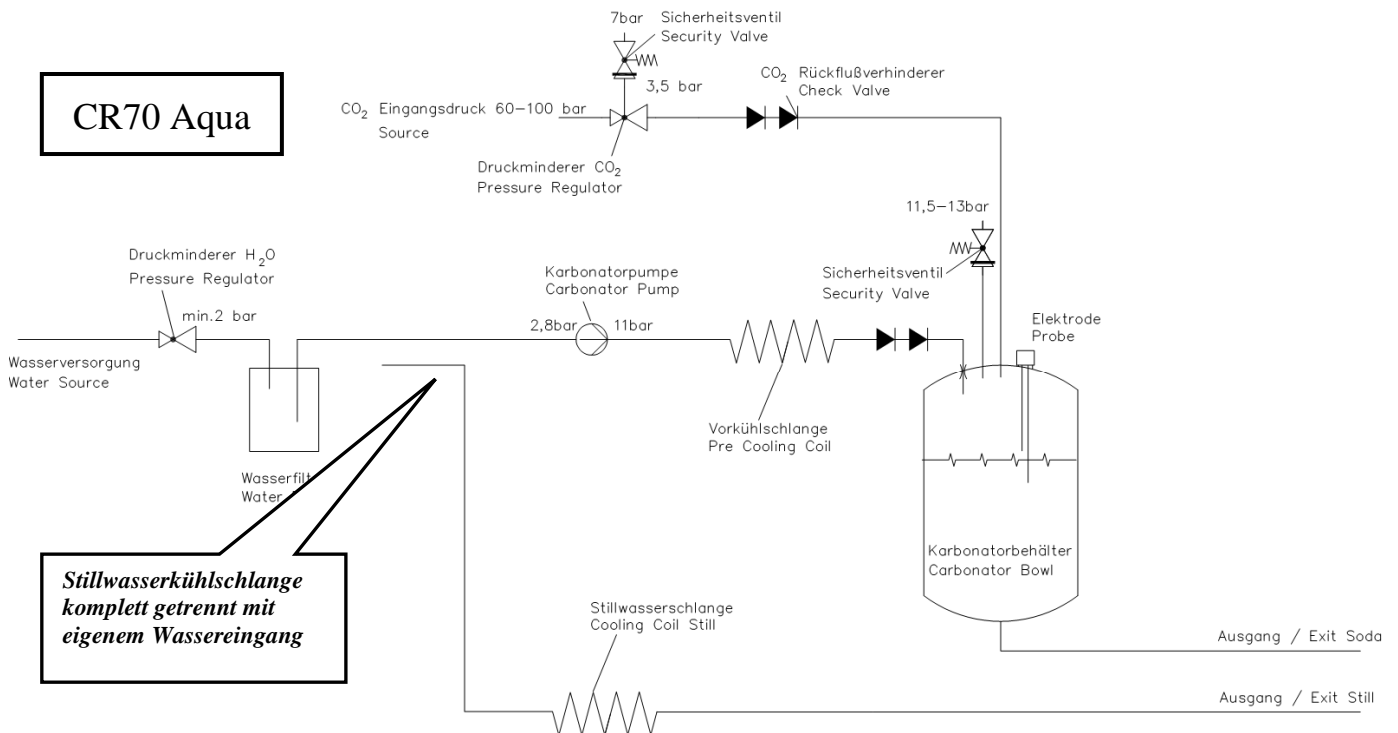 CR70 Aqua
7bar
Sicherheitsventil
Security Valve
3,5 bar
CO₂ Rückflußverhinderer
Check Valve
CO₂ Eingangsdruck 60-100 bar
Source
Druckminderer CO₂
Pressure Regulator
11,5-13bar
Sicherheitsventil
Security Valve
Druckminderer H₂O
Pressure Regulator
min.2 bar
Wasserversorgung
Water Source
Karbonatorpumpe
Carbonator Pump
2,8bar
11bar
Elektrode
Probe
Vorkühlschlange
Pre Cooling Coil
Wasserfilt
Water
Karbonatorbehälter
Carbonator Bowl
Stillwasserkühlschlange
komplett getrennt mit
eigenem Wassereingang
Stillwasserschlange
Cooling Coil Still
Ausgang / Exit Soda
Ausgang / Exit Still